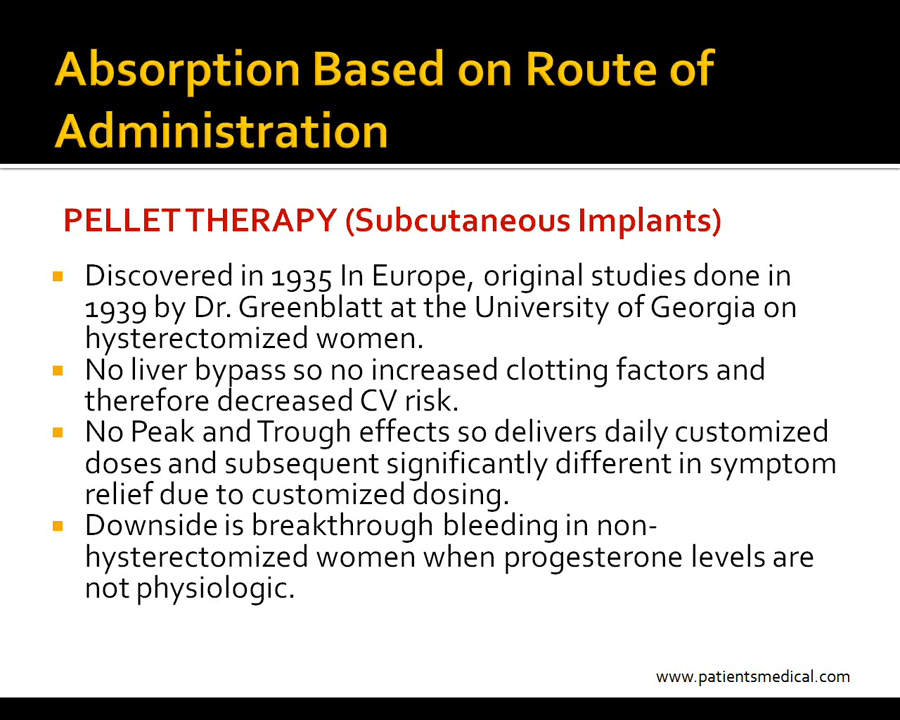 Absorption Based on Route of
Administration
PELLET THERAPY (Subcutaneous Implants)
Discovered in 1935 In Europe, original studies done in
1939 by Dr. Greenblatt at the University of Georgia on
hysterectomized women.
No liver bypass so no increased clotting factors and
therefore decreased CV risk.
No Peak and Trough effects so delivers daily customized
doses and subsequent significantly different in symptom
relief due to customized dosing.
Downside is breakthrough bleeding in non-
hysterectomized women when progesterone levels are
not physiologic.
www.patientsmedical.com